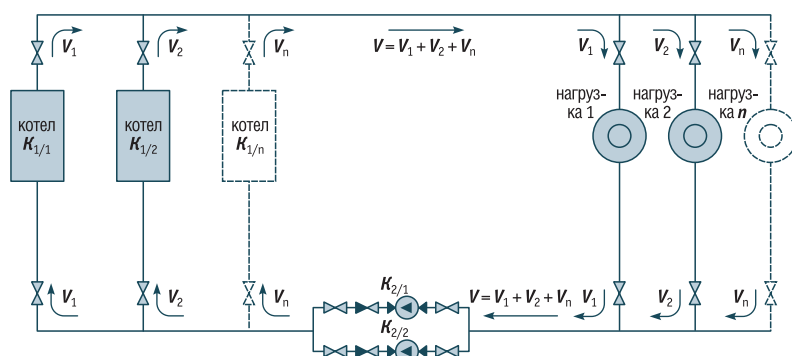 V₁ V₂ Vₙ V = V₁ + V₂ + Vₙ V₁ V₂ Vₙ
котел K₁/₁
котел K₁/₂
котел K₁/ₙ
нагруз-
ка 1
нагруз-
ка 2
нагруз-
ка n
V₁ V₂ Vₙ
K₂/₁
K₂/₂
V = V₁ + V₂ + Vₙ V₁ V₂ Vₙ